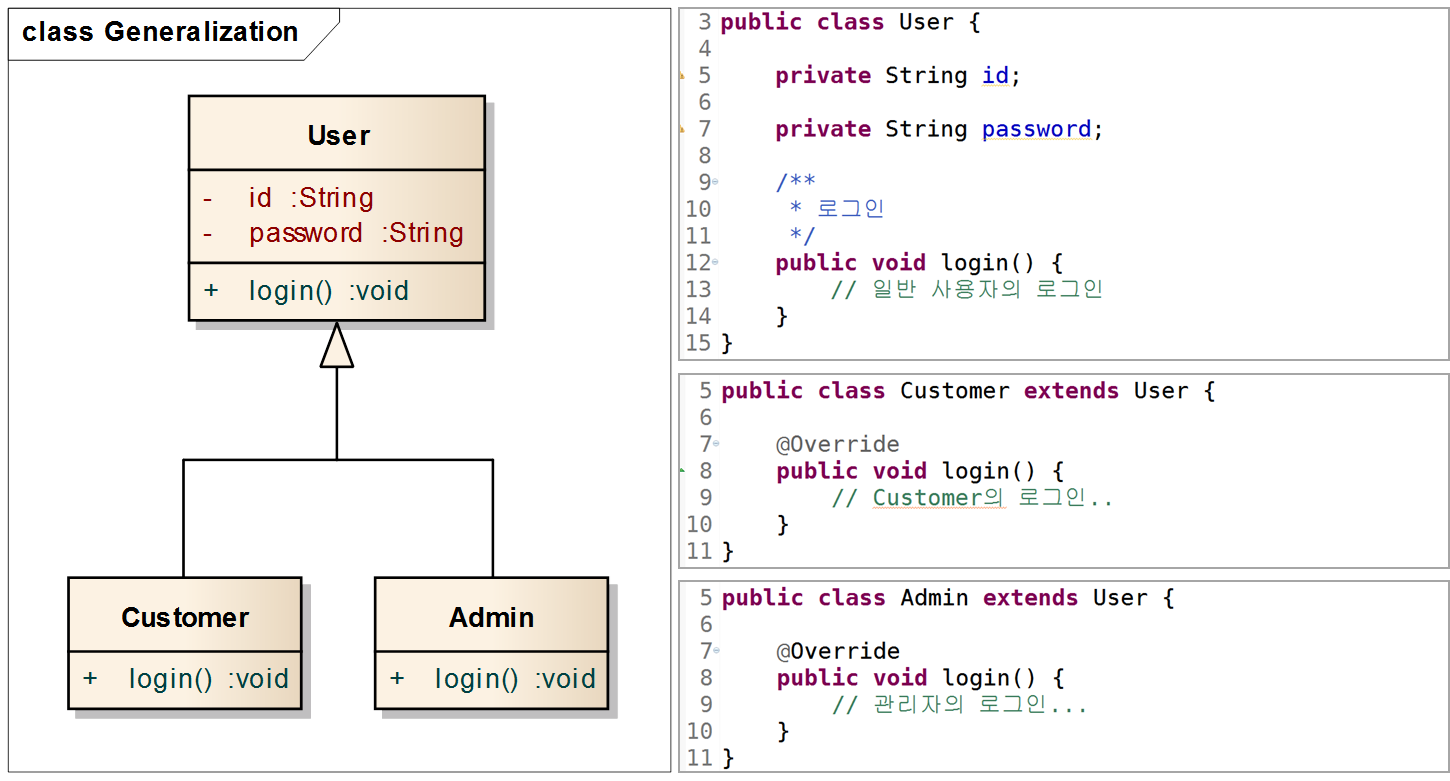 class Generalization
User
- id :String
- password :String
+ login() :void
Customer
+ login() :void
Admin
+ login() :void
3 public class User {
4
5 private String id;
6
7 private String password;
8
9 /**
10 * 로그인
11 */
12 public void login() {
13 // 일반 사용자의 로그인
14 }
15 }
5 public class Customer extends User {
6
7 @Override
8 public void login() {
9 // Customer의 로그인..
10 }
11 }
5 public class Admin extends User {
6
7 @Override
8 public void login() {
9 // 관리자의 로그인...
10 }
11 }